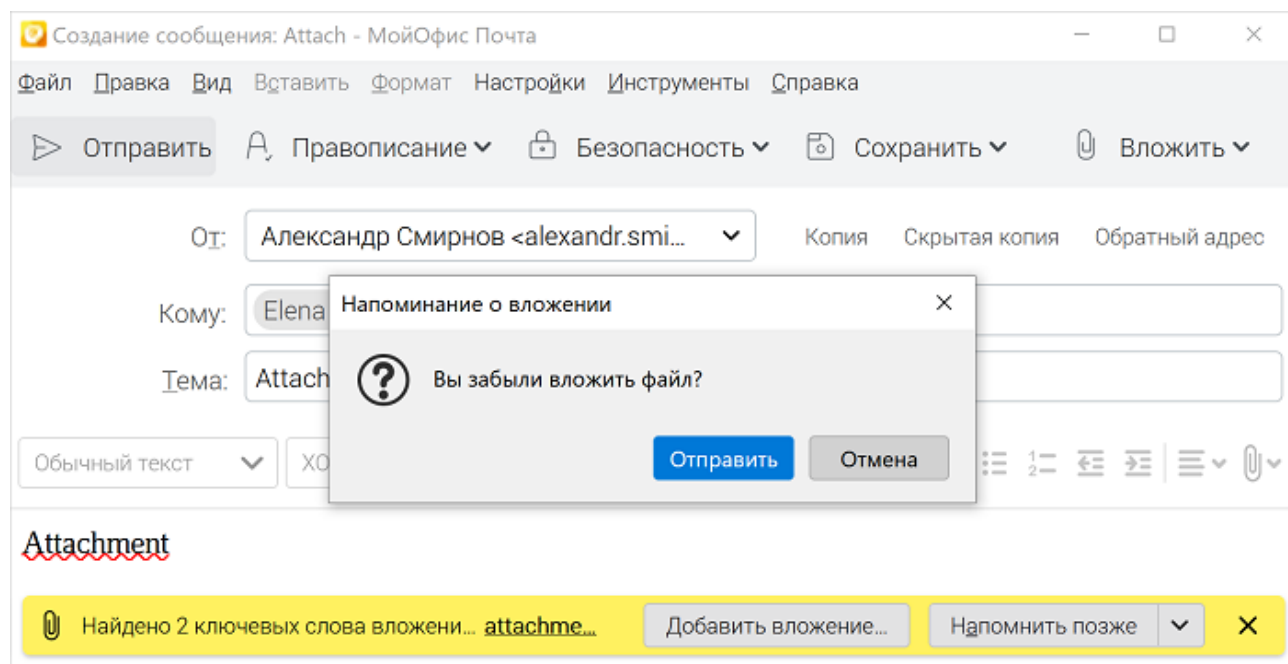 Создание сообщения: Attach - МойОфис Почта
Файл Правка Вид Вставить Формат Настройки Инструменты Справка
Отправить Правописание Безопасность Сохранить Вложить
От: Александр Смирнов <alexandr.smi... Копия Скрытая копия Обратный адрес
Кому: Elena
Напоминание о вложении
Тема: Attach
Вы забыли вложить файл?
Отправить Отмена
Обычный текст ХО
Attachment
Найдено 2 ключевых слова вложени... attachme... Добавить вложение... Напомнить позже